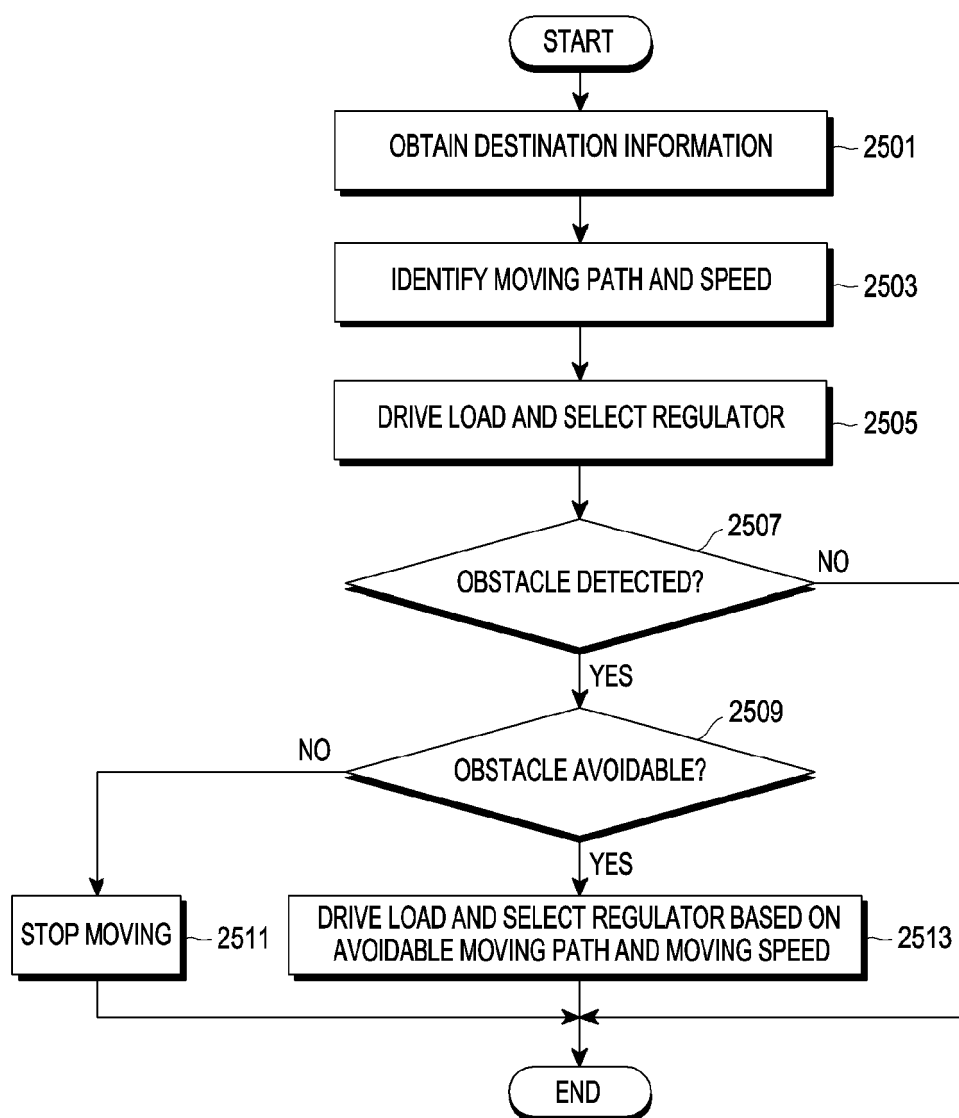 START
OBTAIN DESTINATION INFORMATION
2501
IDENTIFY MOVING PATH AND SPEED
2503
DRIVE LOAD AND SELECT REGULATOR
2505
2507
OBSTACLE DETECTED?
NO
YES
2509
NO
OBSTACLE AVOIDABLE?
YES
STOP MOVING
2511
DRIVE LOAD AND SELECT REGULATOR BASED ON
AVOIDABLE MOVING PATH AND MOVING SPEED
2513
END